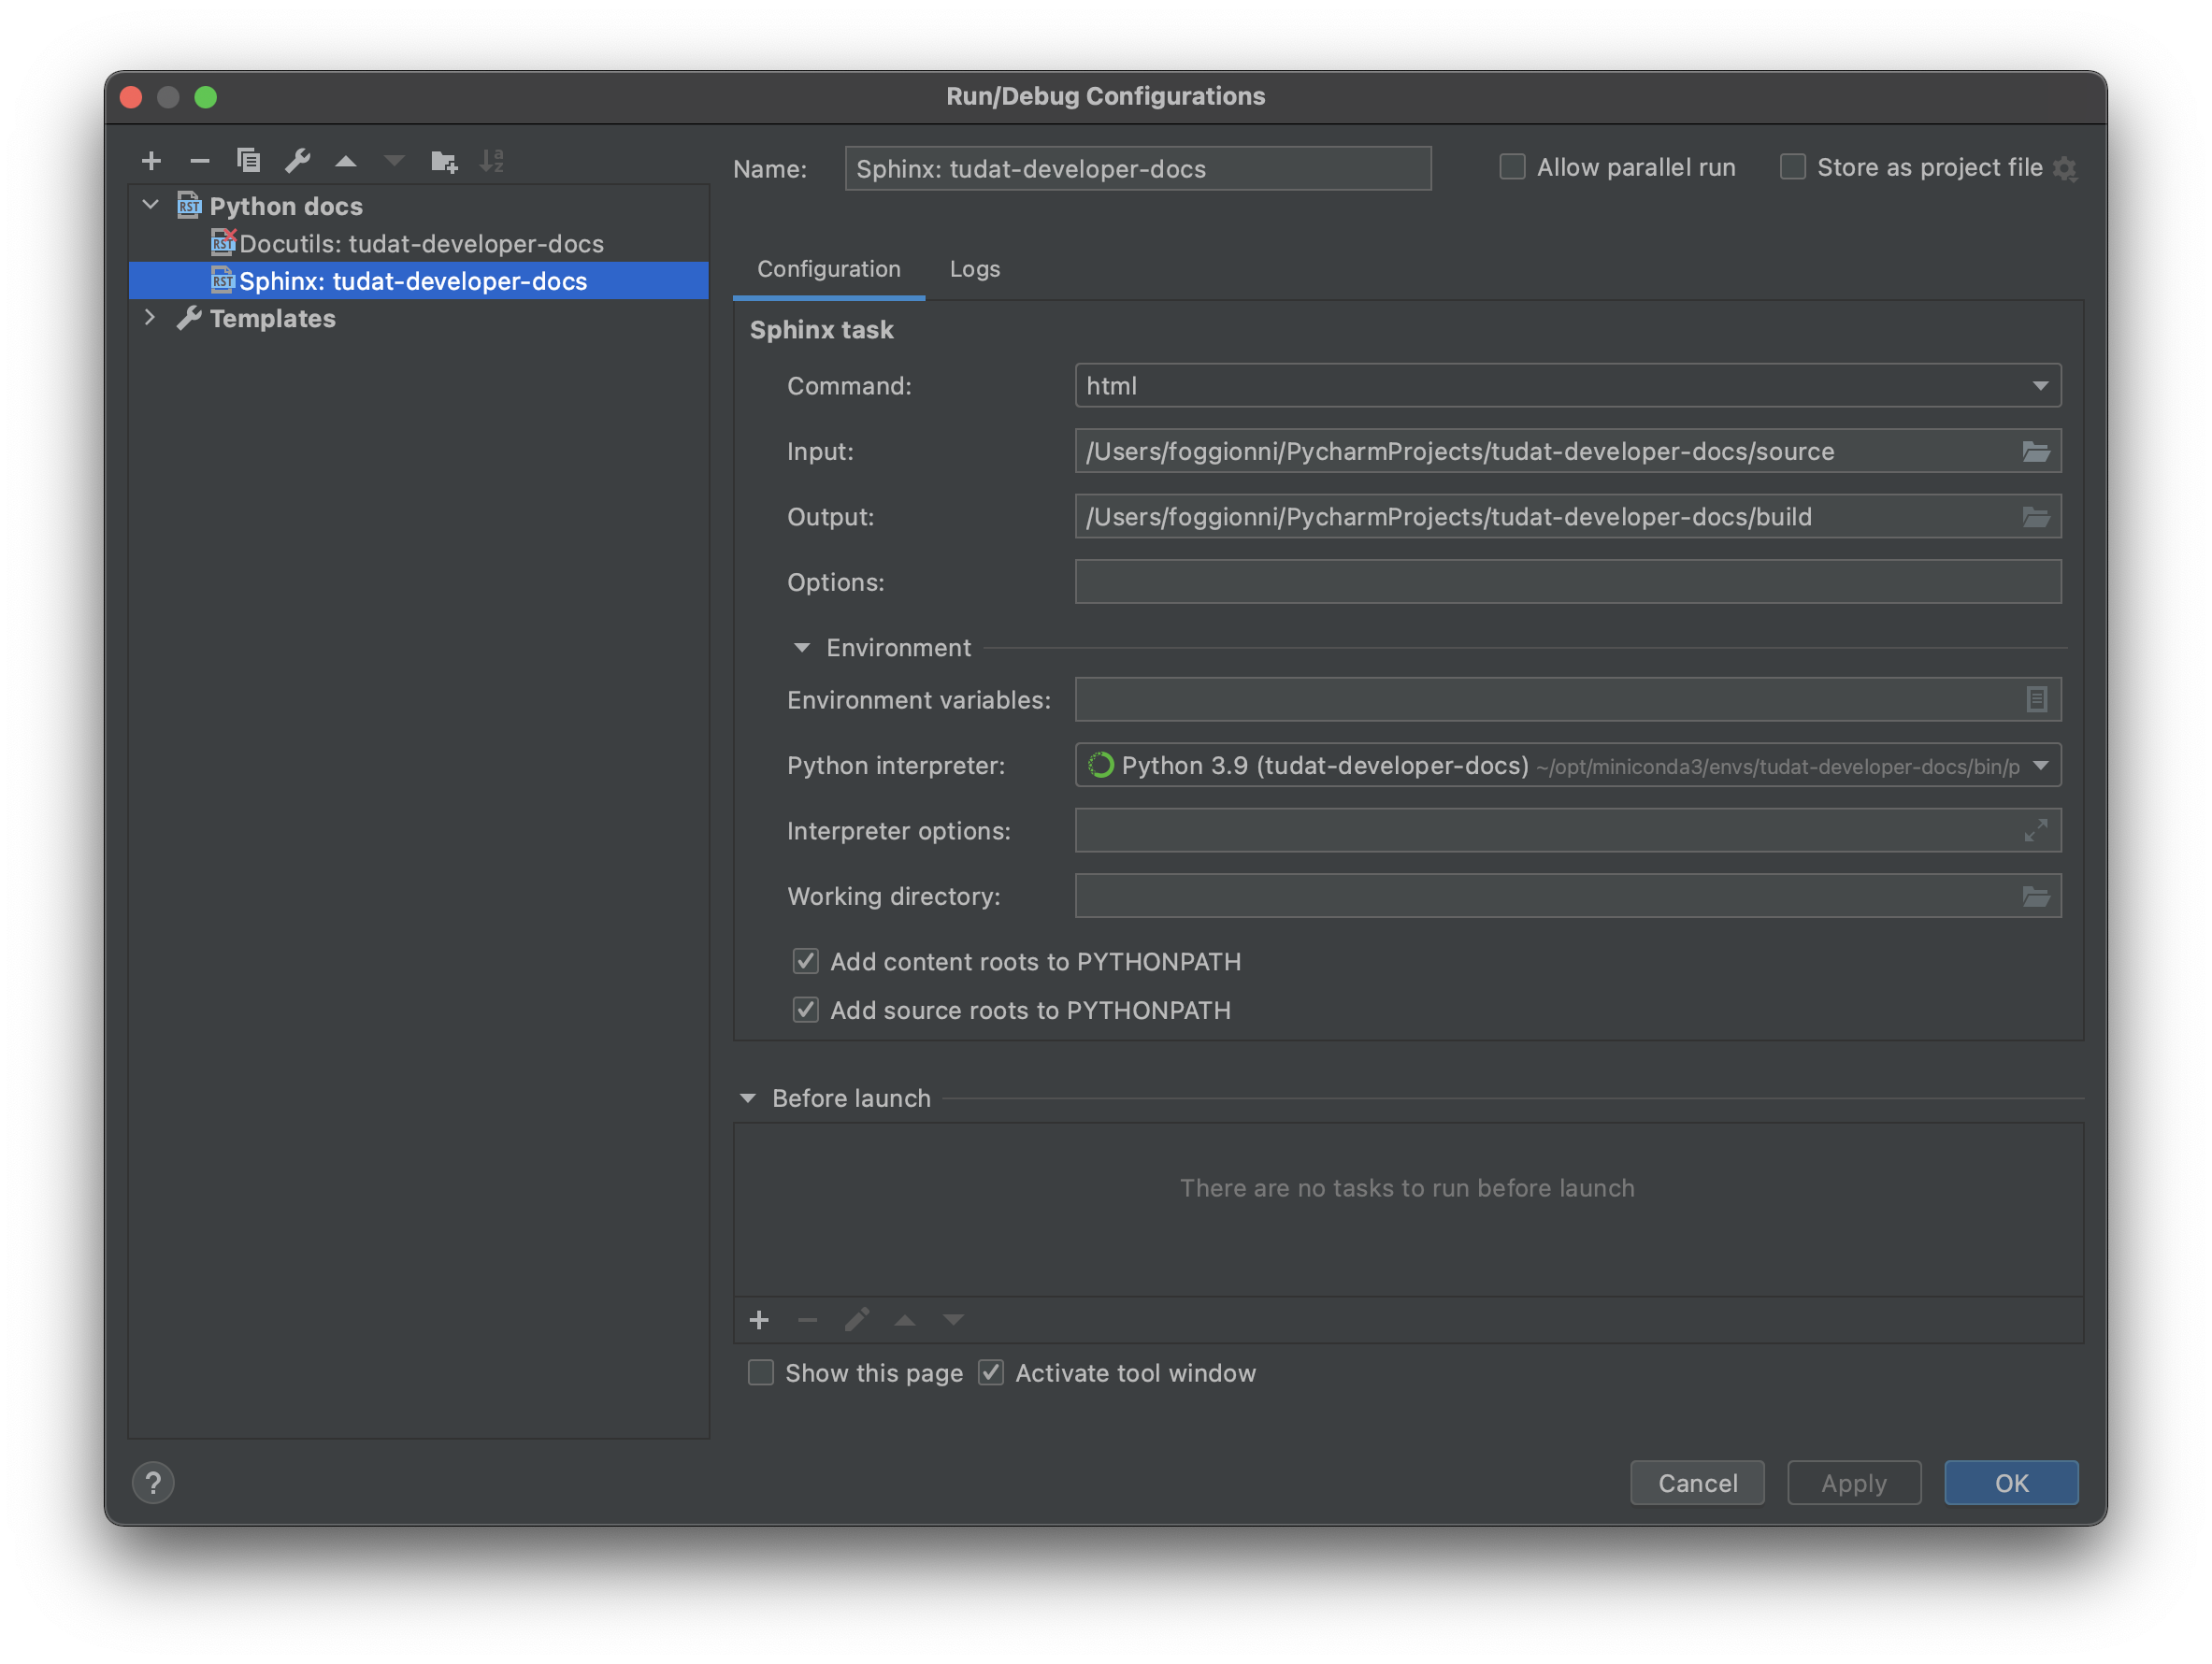 Run/Debug Configurations
Python docs
Docutils: tudat-developer-docs
Sphinx: tudat-developer-docs
Templates
Name: Sphinx: tudat-developer-docs Allow parallel run Store as project file
Configuration Logs
Sphinx task
Command: html
Input: /Users/foggionni/PycharmProjects/tudat-developer-docs/source
Output: /Users/foggionni/PycharmProjects/tudat-developer-docs/build
Options:
Environment
Environment variables:
Python interpreter: Python 3.9 (tudat-developer-docs) ~/opt/miniconda3/envs/tudat-developer-docs/bin/p
Interpreter options:
Working directory:
Add content roots to PYTHONPATH
Add source roots to PYTHONPATH
Before launch
There are no tasks to run before launch
Show this page Activate tool window
? Cancel Apply OK